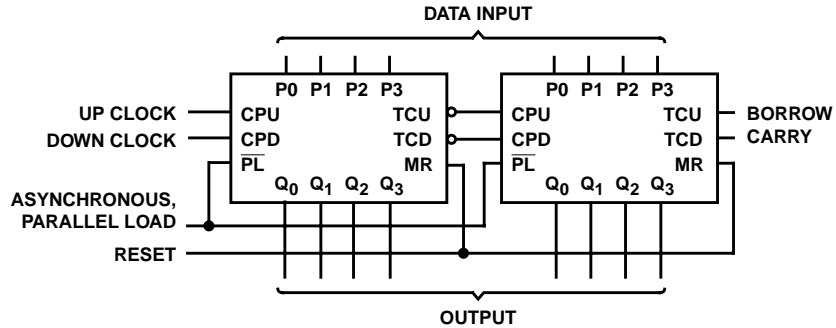 DATA INPUT
P0 P1 P2 P3
P0 P1 P2 P3
UP CLOCK
CPU
TCU
CPU
TCU
BORROW
DOWN CLOCK
CPD
TCD
CPD
TCD
CARRY
PL
MR
PL
MR
Q0 Q1 Q2 Q3
Q0 Q1 Q2 Q3
ASYNCHRONOUS,
PARALLEL LOAD
RESET
OUTPUT